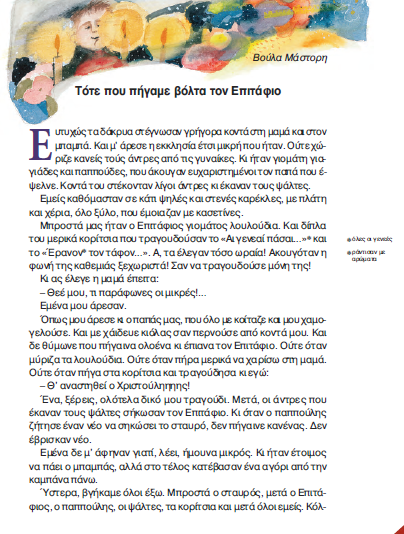 Βούλα Μάστορη
Τότε που πήγαμε βόλτα τον Επιτάφιο
Ευτυχώς τα δάκρυα στέγνωσαν γρήγορα κοντά στη μαμά και στον
μπαμπά. Και μ' άρεσε η εκκλησία έτσι μικρή που ήταν. Ούτε χώ-
ριζε κανείς τούς άντρες από τις γυναίκες. Κι ήταν γιομάτη για-
γιάδες και παππούδες, που άκουγαν ευχαριστημένοι τον παπά που έ-
ψελνε. Κοντά του στέκονταν λίγοι άντρες κι έκαναν τους ψάλτες.
Εμείς καθόμασταν σε κάτι ψηλές και στενές καρέκλες, με πλάτη
και χέρια, όλο ξύλο, που έμοιαζαν με κασετίνες.
Μπροστά μας ήταν ο Επιτάφιος γιομάτος λουλούδια. Και δίπλα
του μερικά κορίτσια που τραγουδούσαν το «Αι γενεαί πάσαι...»* και
το «Έρανον* τον τάφον...». Α, τα έλεγαν τόσο ωραία! Ακουγόταν η
φωνή της καθεμιάς ξεχωριστά! Σαν να τραγουδούσε μόνη της!
Κι ας έλεγε η μαμά έπειτα:
– Θεέ μου, τι παράφωνες οι μικρές!...
Εμένα μου άρεσαν.
Όπως μου άρεσε κι ο παπάς μας, που όλο με κοίταζε και μου χαμο-
γελούσε. Και με χάιδευε κιόλας σαν περνούσε από κοντά μου. Και
δε θύμωνε που πήγαινα ολοένα κι έπιανα τον Επιτάφιο. Ούτε όταν
μύριζα τα λουλούδια. Ούτε όταν πήρα μερικά να χαρίσω στη μαμά.
Ούτε όταν πήγα στα κορίτσια και τραγούδησα κι εγώ:
– Θ' αναστηθεί ο Χριστούληηηης!
Ένα, ξέρεις, ολότελα δικό μου τραγούδι. Μετά, οι άντρες που
έκαναν τους ψάλτες σήκωσαν τον Επιτάφιο. Κι όταν ο παππούλης
ζήτησε έναν νέο να σηκώσει το σταυρό, δεν πήγαινε κανένας. Δεν
έβρισκαν νέο.
Εμένα δε μ' άφηναν γιατί, λέει, ήμουνα μικρός. Κι ήταν έτοιμος
να πάει ο μπαμπάς, αλλά στο τέλος κατέβασαν ένα αγόρι από την
καμπάνα πάνω.
Ύστερα, βγήκαμε όλοι έξω. Μπροστά ο σταυρός, μετά ο Επιτά-
φιος, ο παππούλης, οι ψάλτες, τα κορίτσια και μετά όλοι εμείς. Κόλ-
* όλες οι γενεές
* ράντισαν με
αρώματα